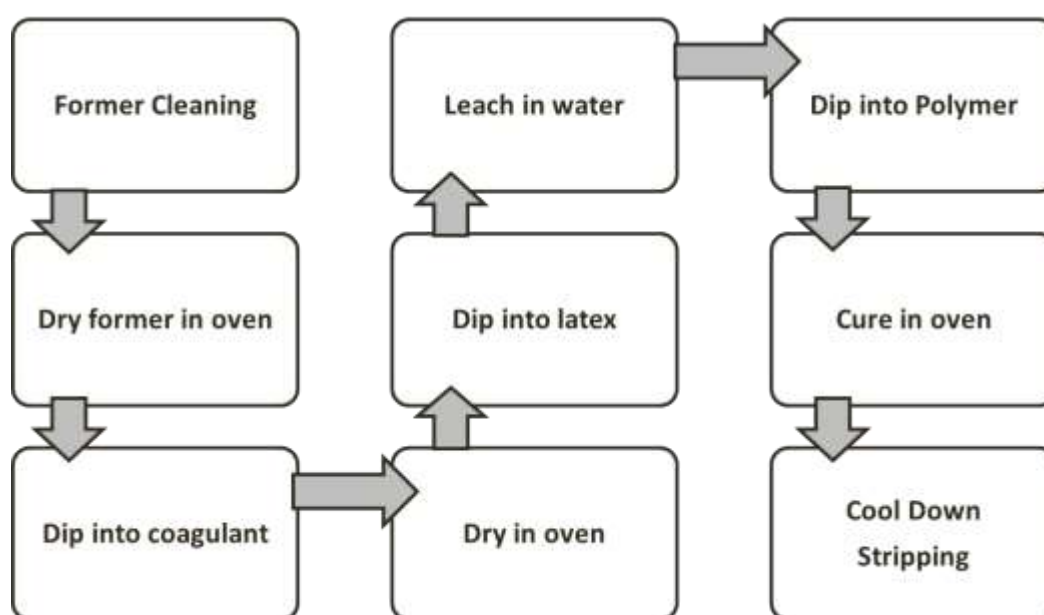 Former Cleaning
Dry former in oven
Dip into coagulant
Dry in oven
Dip into latex
Leach in water
Dip into Polymer
Cure in oven
Cool Down
Stripping